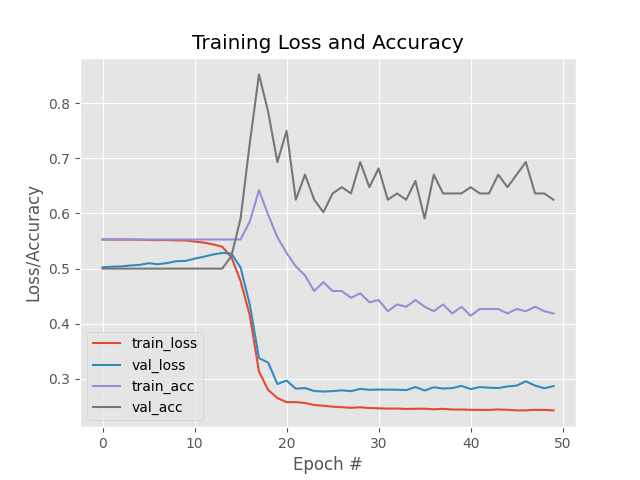 Training Loss and Accuracy
Loss/Accuracy
0.8
0.7
0.6
0.5
0.4
0.3
train_loss
val_loss
train_acc
val_acc
0 10 20 30 40 50
Epoch #